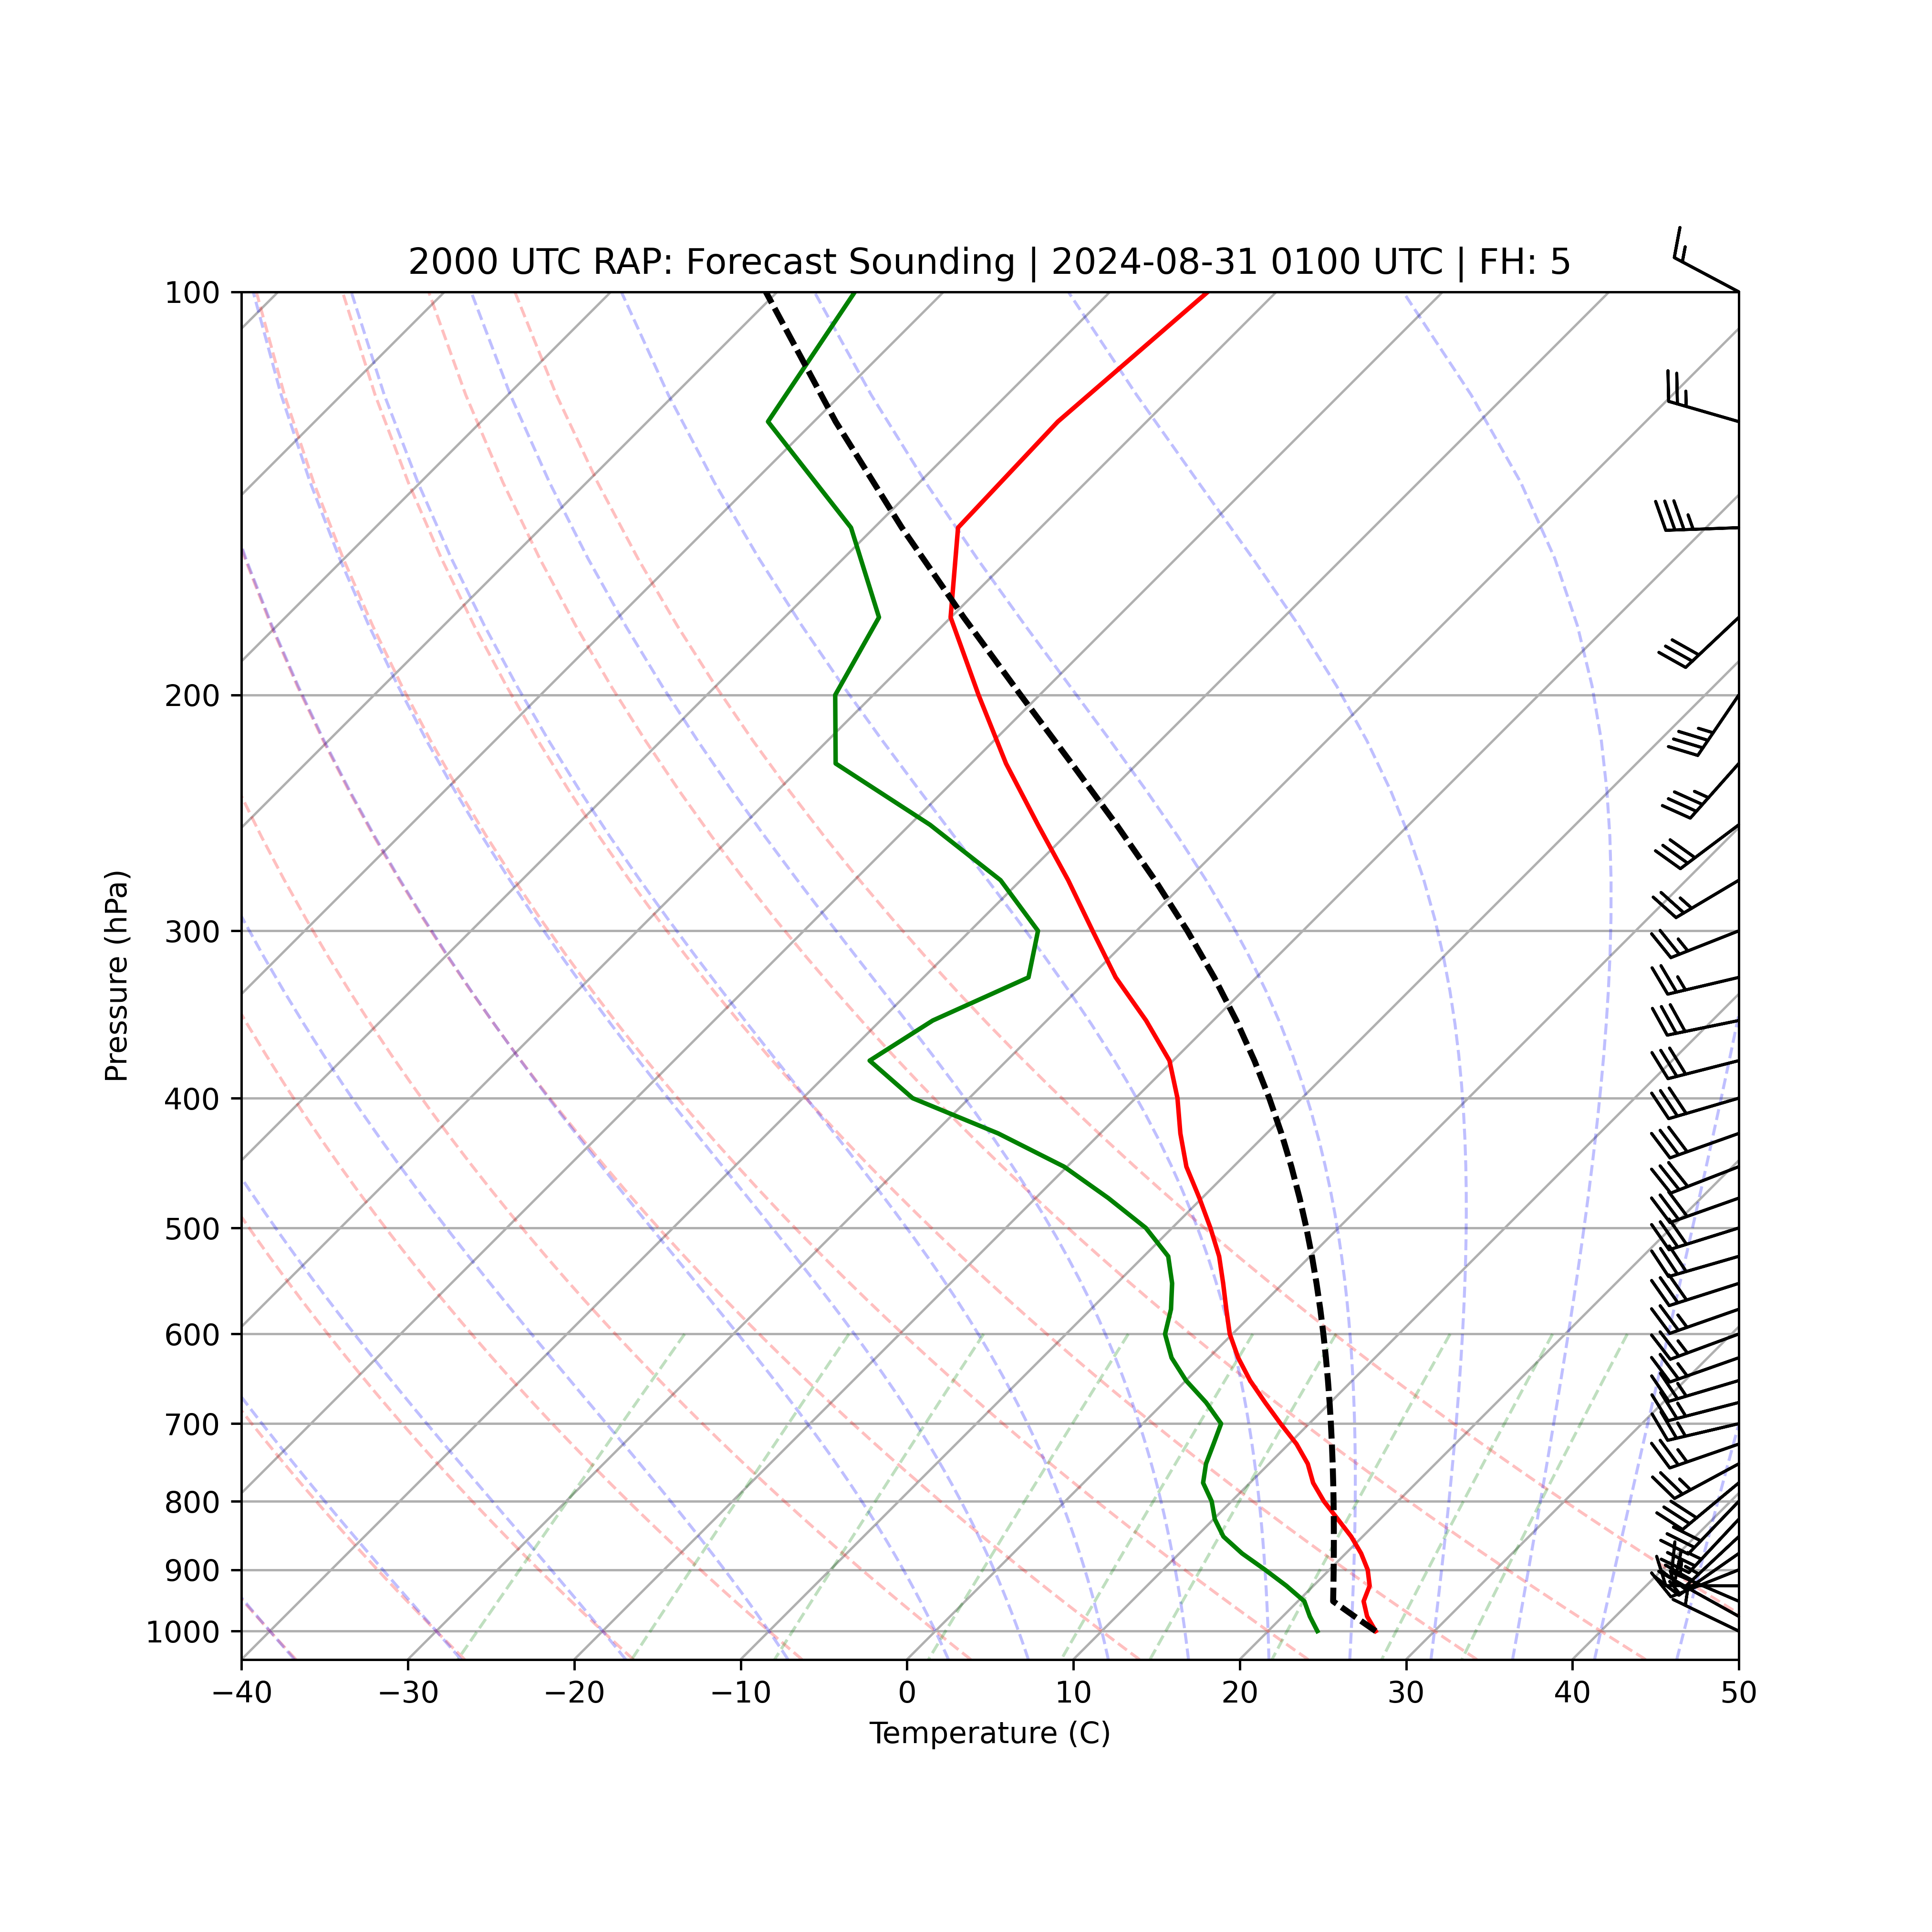 2000 UTC RAP: Forecast Sounding | 2024-08-31 0100 UTC | FH: 5
100
200
300
400
500
600
700
800
900
1000
Pressure (hPa)
−40 −30 −20 −10 0 10 20 30 40 50
Temperature (C)